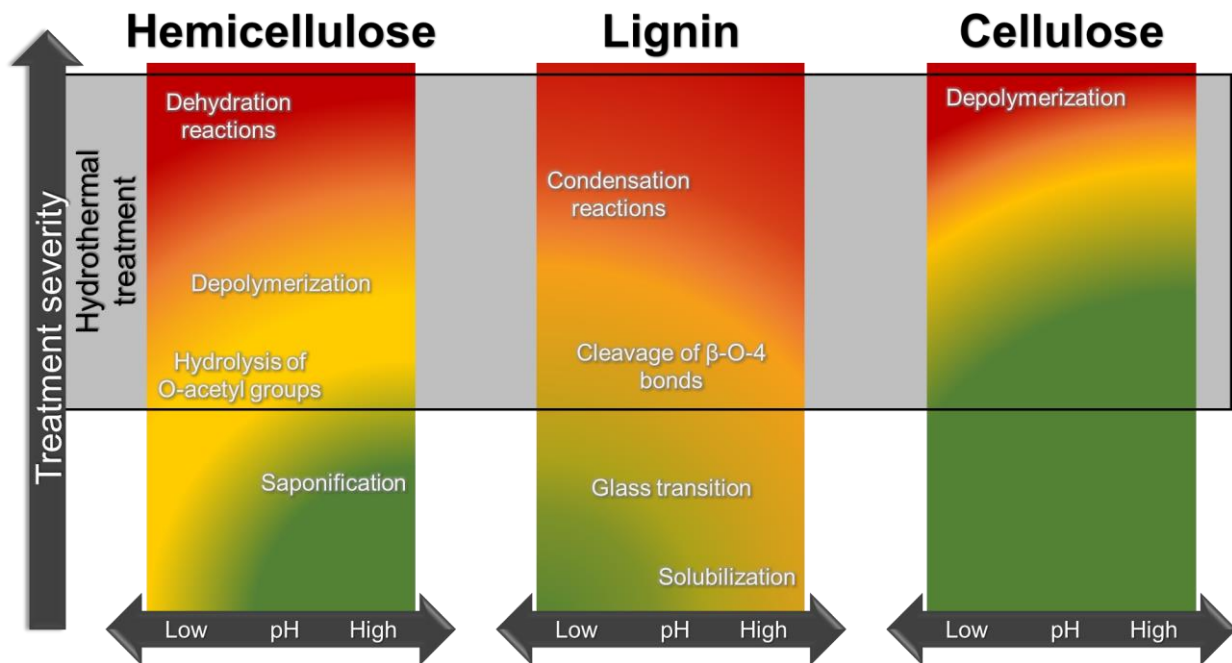 Hemicellulose
Lignin
Cellulose
Treatment severity
Hydrothermal
treatment
Dehydration
reactions
Depolymerization
Hydrolysis of
O-acetyl groups
Saponification
Condensation
reactions
Cleavage of β-O-4
bonds
Glass transition
Solubilization
Depolymerization
Low pH High
Low pH High
Low pH High